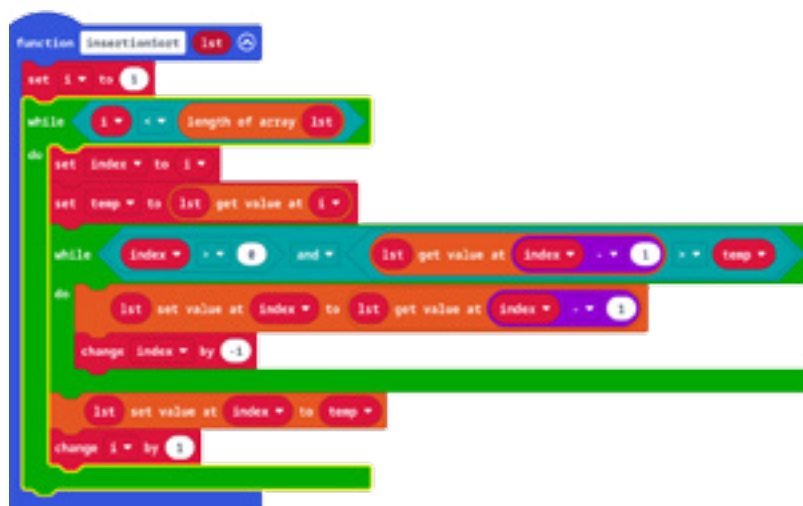 function insertionSort lst
set i to 1
while i < length of array lst
do
set index to i
set temp to lst get value at i
while index > 0 and lst get value at index - 1 > temp
do
lst set value at index to lst get value at index - 1
change index by -1
lst set value at index to temp
change i by 1